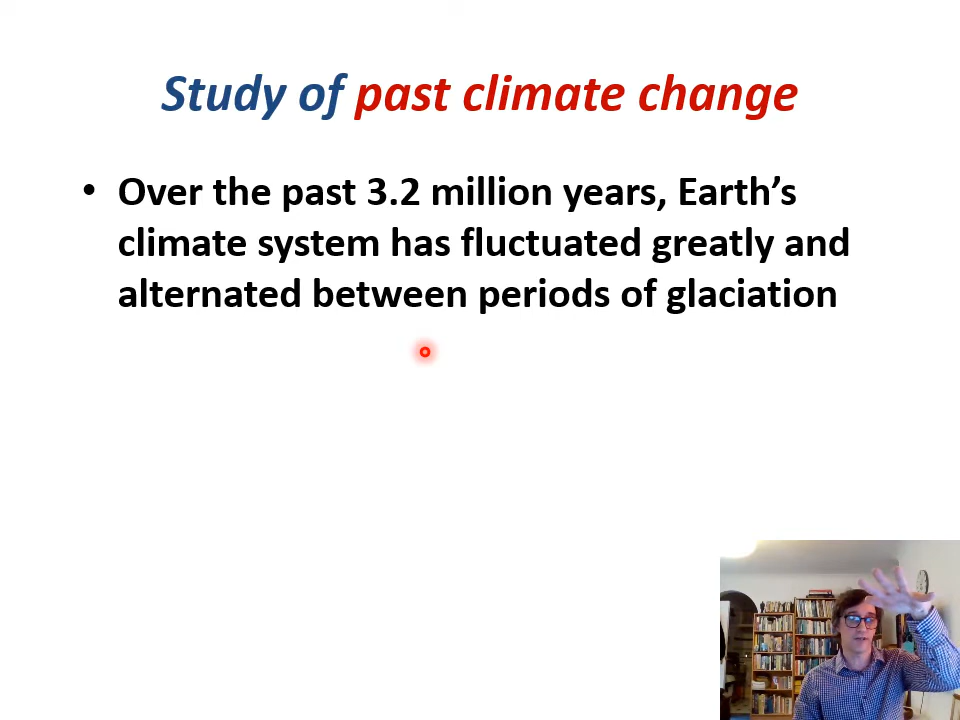 Study of past climate change
• Over the past 3.2 million years, Earth’s
climate system has fluctuated greatly and
alternated between periods of glaciation